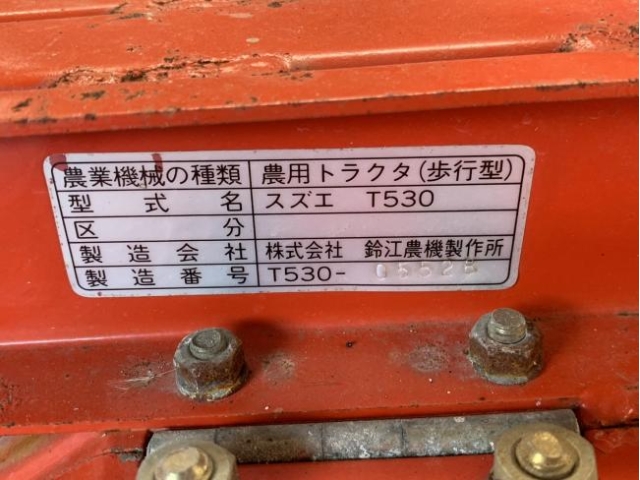 農業機械の種類 農用トラクタ(歩行型)
型式名 スズエ T530
区分
製造会社 株式会社 鈴江農機製作所
製造番号 T530-